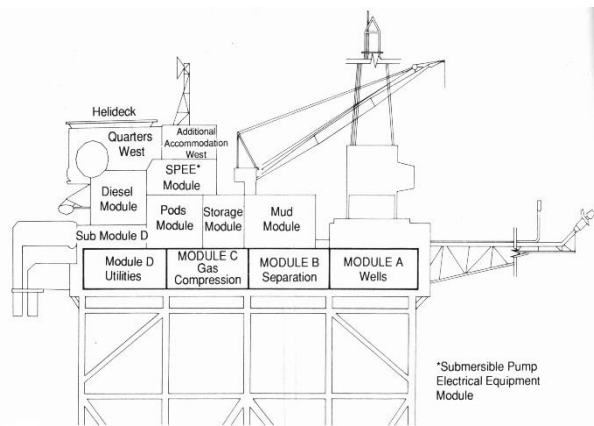 Helideck
Quarters
West
Additional
Accommodation
West
SPEE*
Module
Diesel
Module
Pods
Module
Storage
Module
Mud
Module
Sub Module D
Module D
Utilities
MODULE C
Gas
Compression
MODULE B
Separation
MODULE A
Wells
*Submersible Pump
Electrical Equipment
Module